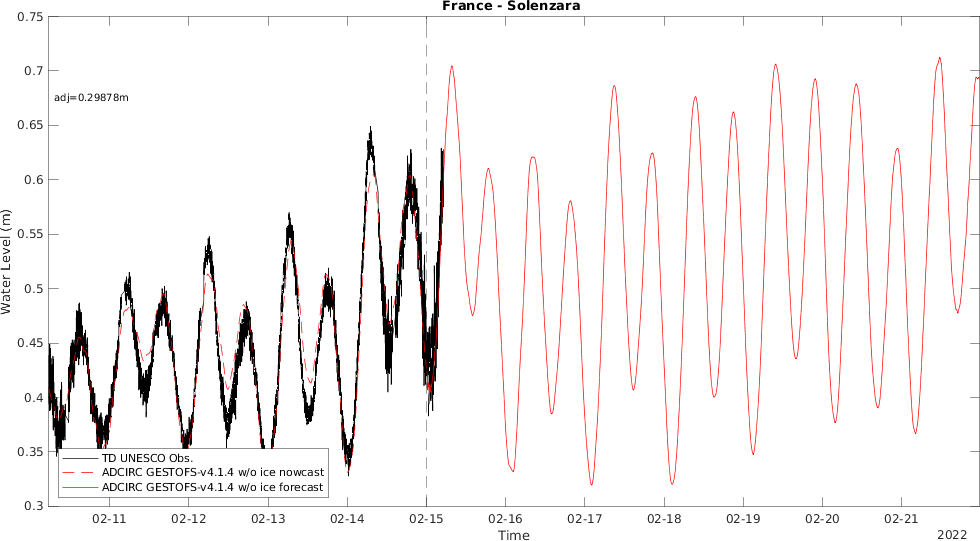 France - Solenzara
0.75
0.7
0.65
0.6
0.55
0.5
0.45
0.4
0.35
0.3
Water Level (m)
adj=0.29878m
TD UNESCO Obs.
ADCIRC GESTOFS-v4.1.4 w/o ice nowcast
ADCIRC GESTOFS-v4.1.4 w/o ice forecast
02-11 02-12 02-13 02-14 02-15 02-16 02-17 02-18 02-19 02-20 02-21
Time
2022